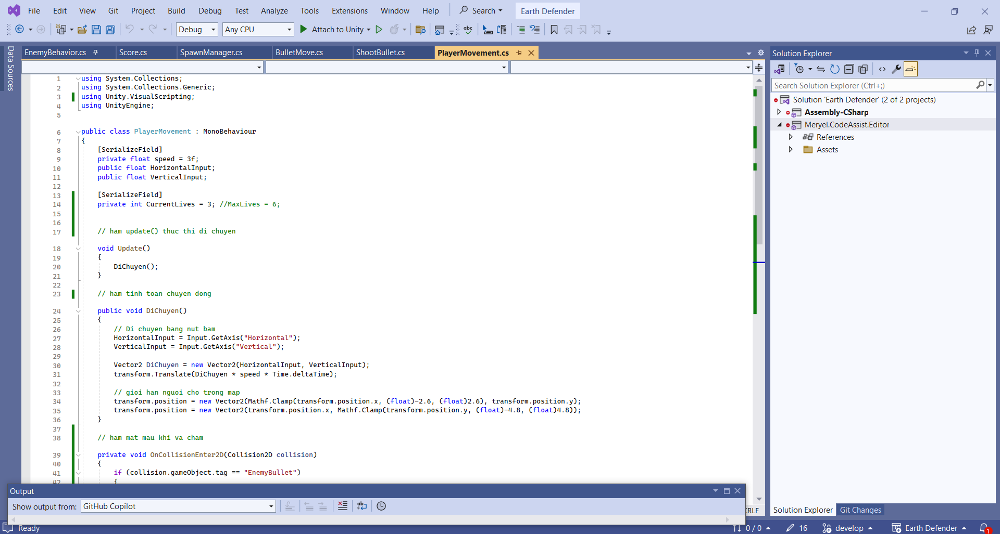 File Edit View Git Project Build Debug Test Analyze Tools Extensions Window Help Search Earth Defender
Debug Any CPU Attach to Unity
EnemyBehavior.cs Score.cs SpawnManager.cs BulletMove.cs ShootBullet.cs PlayerMovement.cs
Data Sources
1 using System.Collections;
2 using System.Collections.Generic;
3 using Unity.VisualScripting;
4 using UnityEngine;
5
6 public class PlayerMovement : MonoBehaviour
7 {
8 [SerializeField]
9 private float speed = 3f;
10 public float HorizontalInput;
11 public float VerticalInput;
12
13 [SerializeField]
14 private int CurrentLives = 3; //MaxLives = 6;
15
16
17 // ham update() thuc thi di chuyen
18 void Update()
19 {
20 DiChuyen();
21 }
22
23 // ham tinh toan chuyen dong
24 public void DiChuyen()
25 {
26 // Di chuyen bang nut bam
27 HorizontalInput = Input.GetAxis("Horizontal");
28 VerticalInput = Input.GetAxis("Vertical");
29
30 Vector2 DiChuyen = new Vector2(HorizontalInput, VerticalInput);
31 transform.Translate(DiChuyen * speed * Time.deltaTime);
32
33 // gioi han nguoi cho trong map
34 transform.position = new Vector2(Mathf.Clamp(transform.position.x, (float)-2.6, (float)2.6), transform.position.y);
35 transform.position = new Vector2(transform.position.x, Mathf.Clamp(transform.position.y, (float)-4.8, (float)4.8));
36 }
37
38 // ham mat mau khi va cham
39 private void OnCollisionEnter2D(Collision2D collision)
40 {
41 if (collision.gameObject.tag == "EnemyBullet")
42 {
Solution Explorer
Search Solution Explorer (Ctrl+;)
Solution 'Earth Defender' (2 of 2 projects)
Assembly-CSharp
Meryel.CodeAssist.Editor
References
Assets
Output
Show output from: GitHub Copilot
CRLF
Solution Explorer Git Changes
Ready 0 / 0 16 develop Earth Defender 1